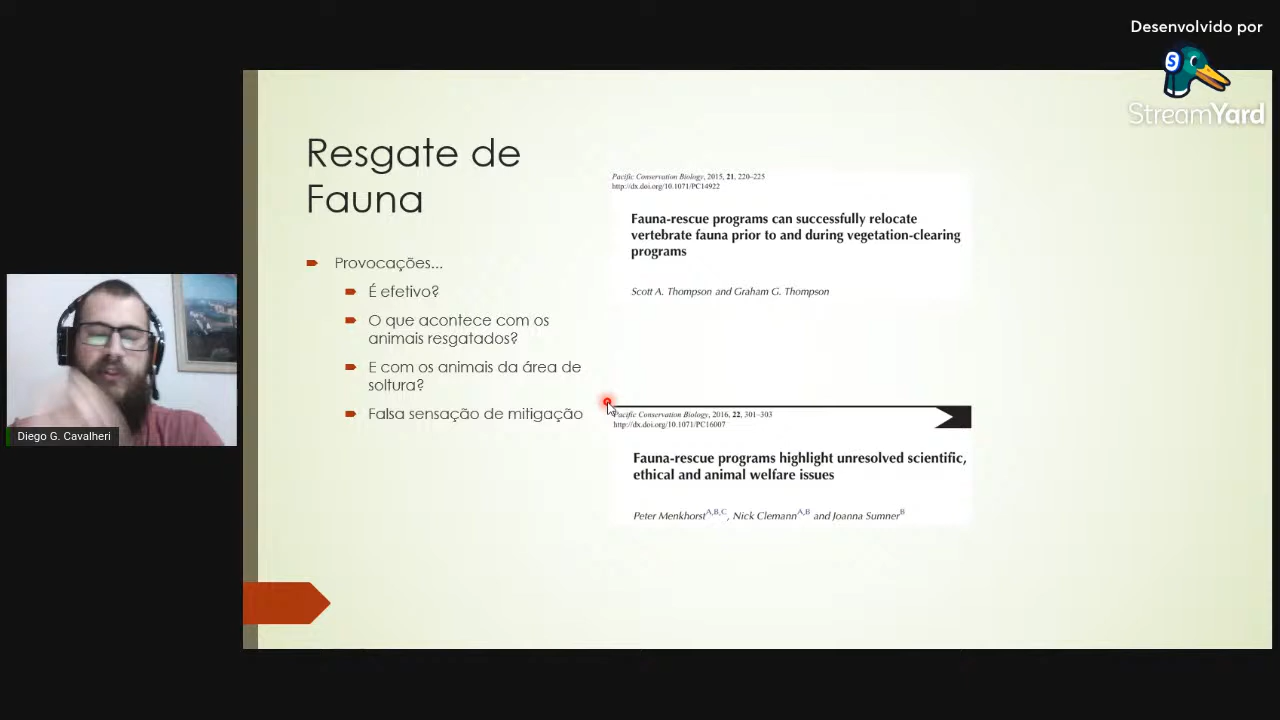 Desenvolvido por
S
StreamYard
Resgate de
Fauna
Provocações...
É efetivo?
O que acontece com os
animais resgatados?
E com os animais da área de
soltura?
Falsa sensação de mitigação
Pacific Conservation Biology, 2015, 21, 220–225
http://dx.doi.org/10.1071/PC14922
Fauna-rescue programs can successfully relocate
vertebrate fauna prior to and during vegetation-clearing
programs
Scott A. Thompson and Graham G. Thompson
Pacific Conservation Biology, 2016, 22, 301–303
http://dx.doi.org/10.1071/PC16007
Fauna-rescue programs highlight unresolved scientific,
ethical and animal welfare issues
Peter Menkhorst A,B,C, Nick Clemann A,B and Joanna Sumner B
Diego G. Cavalheri